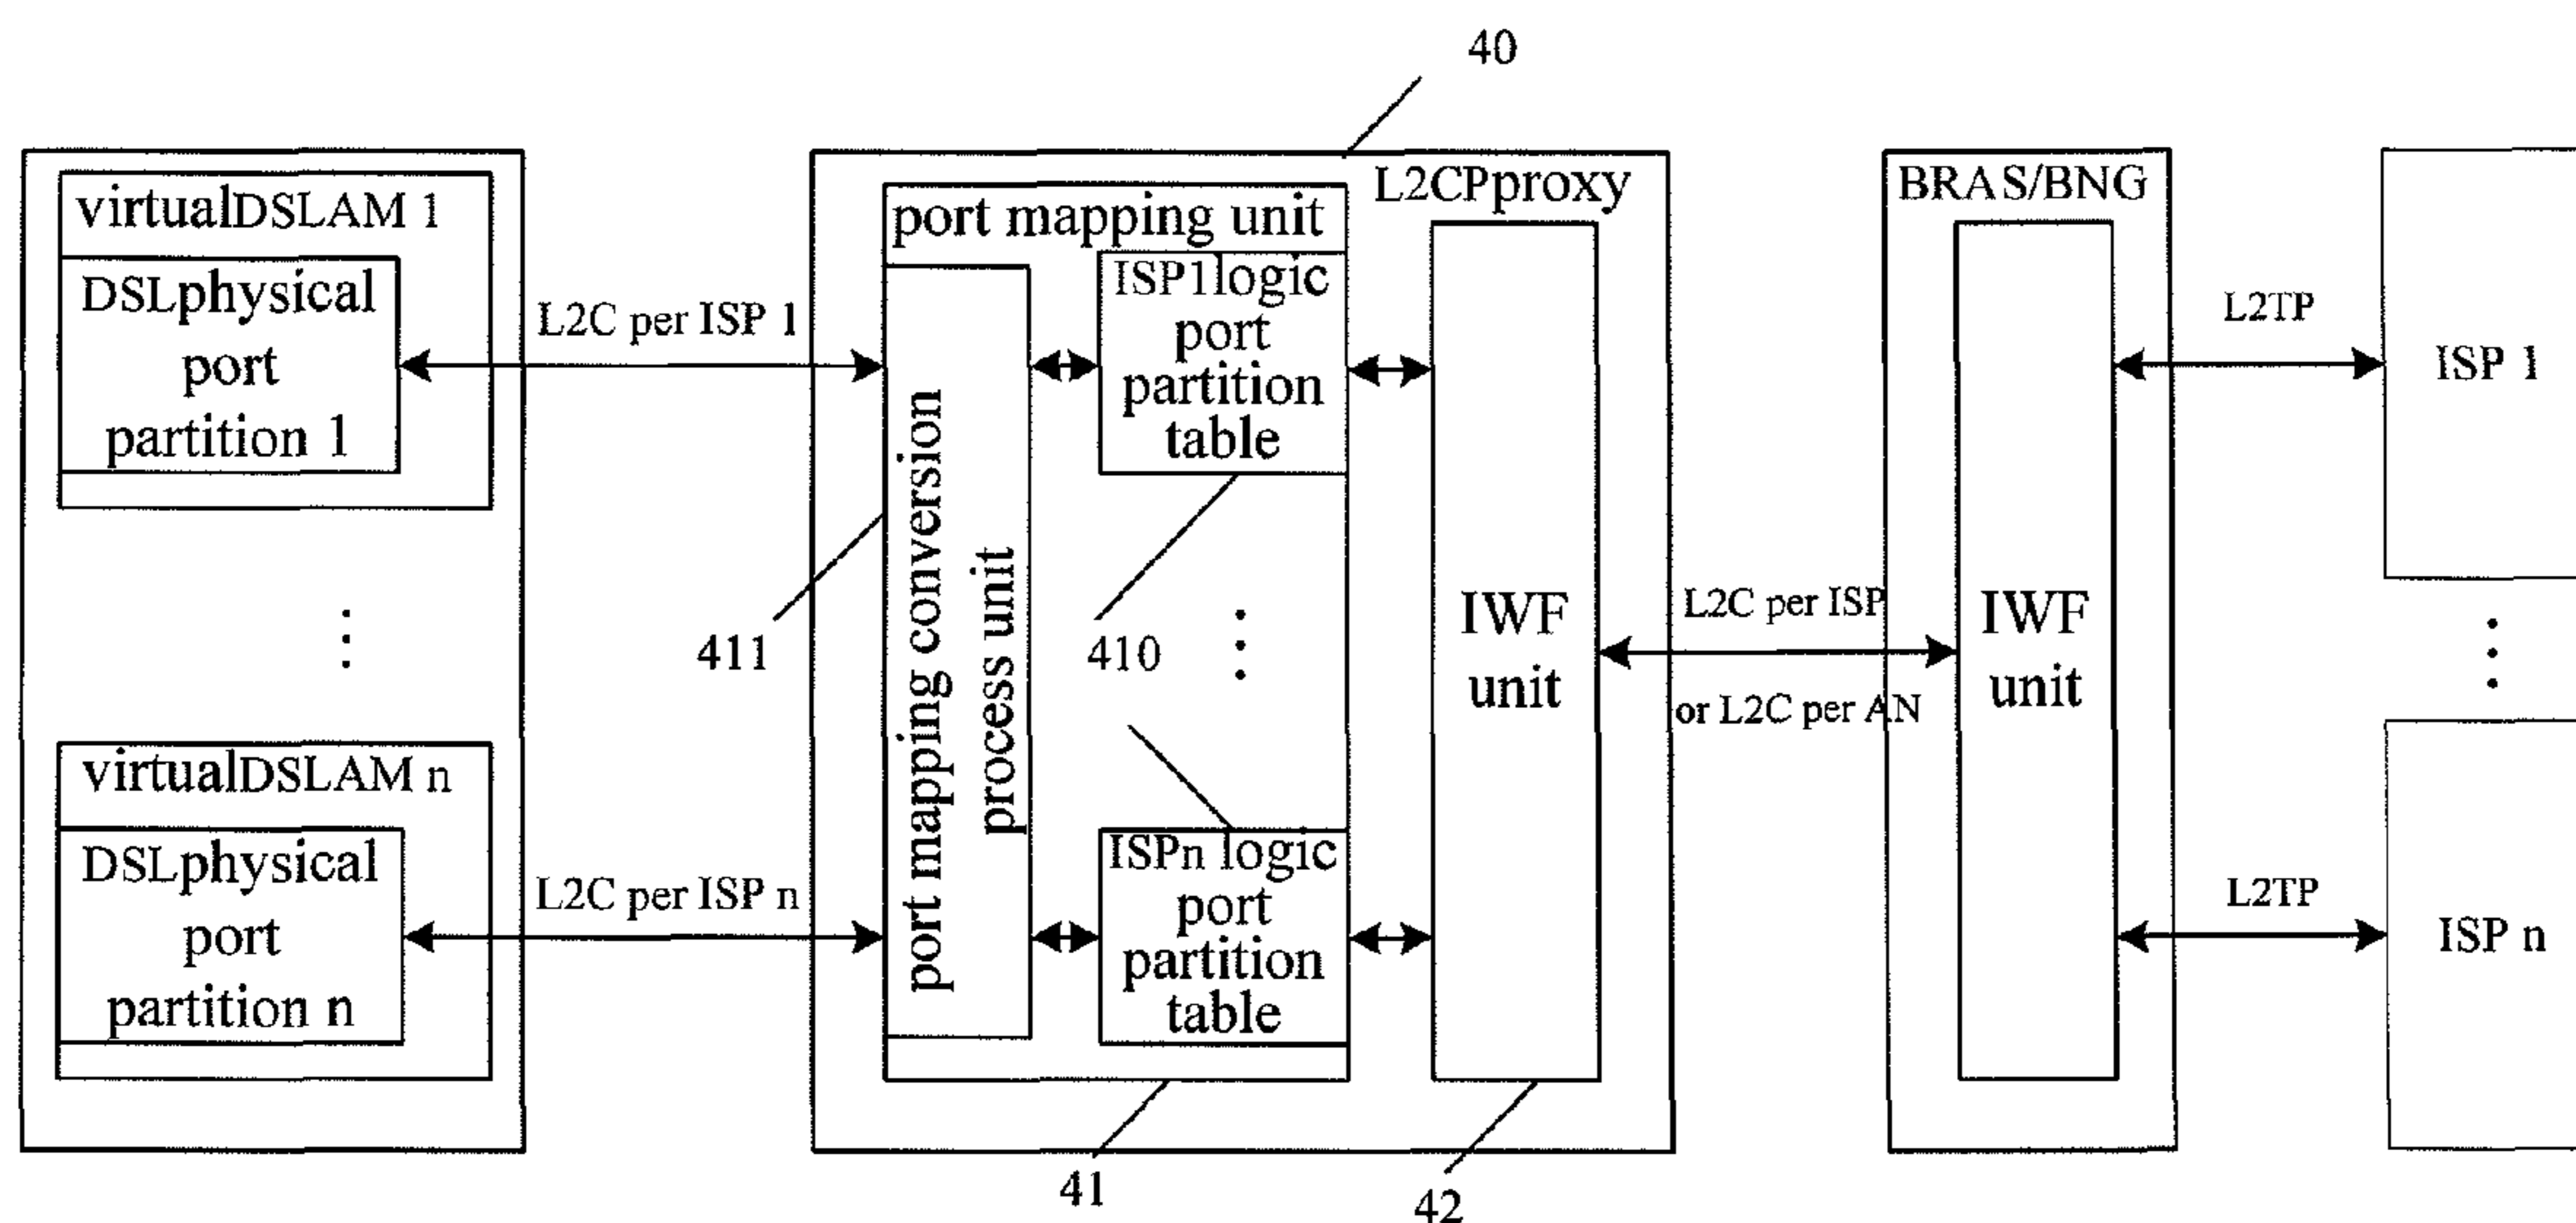 40
virtualDSLAM 1
DSLphysical
port
partition 1
L2C per ISP 1
virtualDSLAM n
DSLphysical
port
partition n
L2C per ISP n
L2CPproxy
port mapping unit
port mapping conversion
process unit
ISP1logic
port
partition
table
411
410
ISPn logic
port
partition
table
IWF
unit
41
42
L2C per ISP
or L2C per AN
BRAS/BNG
IWF
unit
L2TP
ISP 1
L2TP
ISP n